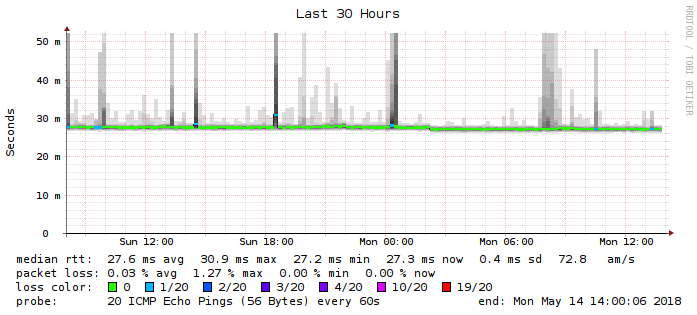 Last 30 Hours
RRDTOOL / TOBI OETIKER
Seconds
50 m
40 m
30 m
20 m
10 m
0
Sun 12:00 Sun 18:00 Mon 00:00 Mon 06:00 Mon 12:00
median rtt: 27.6 ms avg 30.9 ms max 27.2 ms min 27.3 ms now 0.4 ms sd 72.8 am/s
packet loss: 0.03 % avg 1.27 % max 0.00 % min 0.00 % now
loss color: 0 1/20 2/20 3/20 4/20 10/20 19/20
probe: 20 ICMP Echo Pings (56 Bytes) every 60s end: Mon May 14 14:00:06 2018